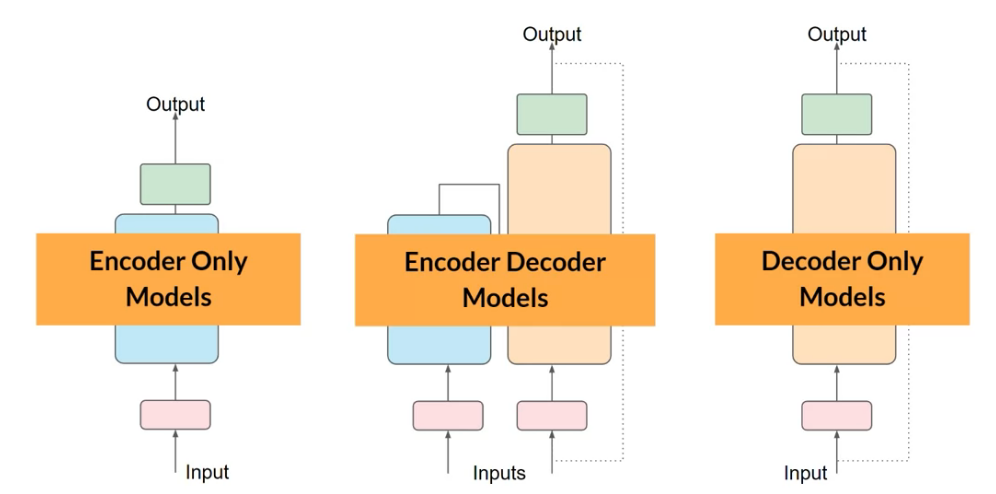 Output
Encoder Only
Models
Input
Output
Encoder Decoder
Models
Inputs
Output
Decoder Only
Models
Input